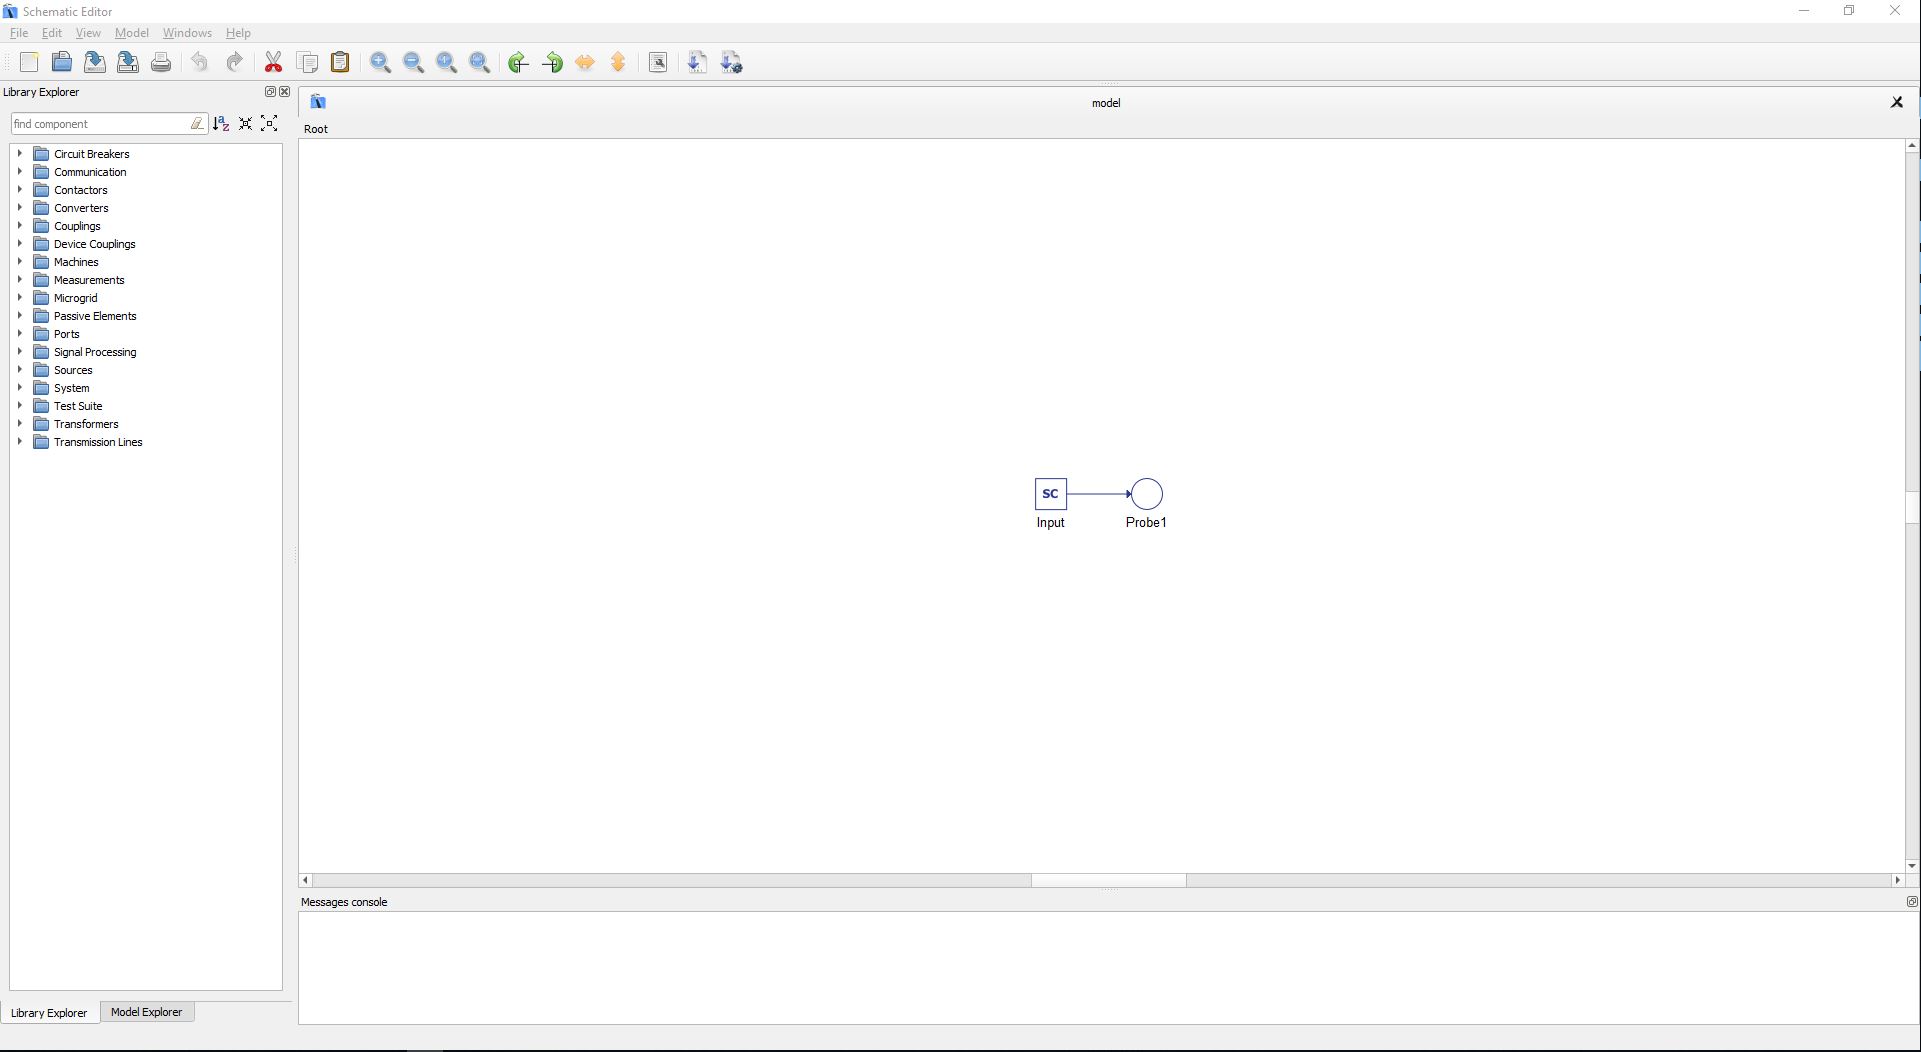 Schematic Editor
File Edit View Model Windows Help
Library Explorer
model
find component
Root
Circuit Breakers
Communication
Contactors
Converters
Couplings
Device Couplings
Machines
Measurements
Microgrid
Passive Elements
Ports
Signal Processing
Sources
System
Test Suite
Transformers
Transmission Lines
SC
Input Probe1
Messages console
Library Explorer Model Explorer